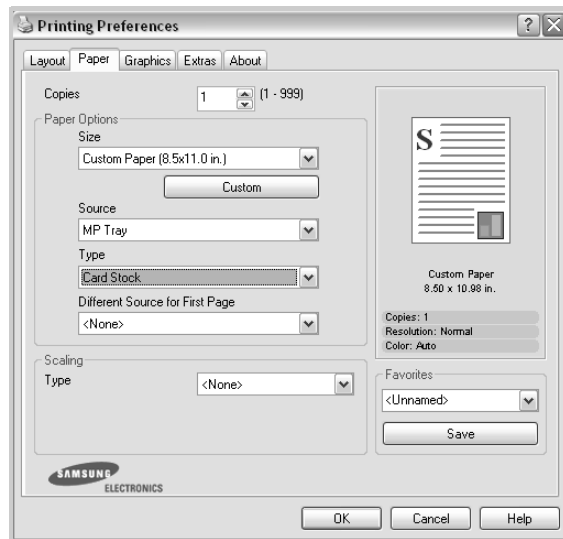 Printing Preferences
Layout Paper Graphics Extras About
Copies 1 (1 - 999)
Paper Options
Size
Custom Paper (8.5x11.0 in.)
Custom
Source
MP Tray
Type
Card Stock
Different Source for First Page
<None>
Scaling
Type <None>
S
Custom Paper
8.50 x 10.98 in.
Copies: 1
Resolution: Normal
Color: Auto
Favorites
<Unnamed>
Save
SAMSUNG
ELECTRONICS
OK Cancel Help